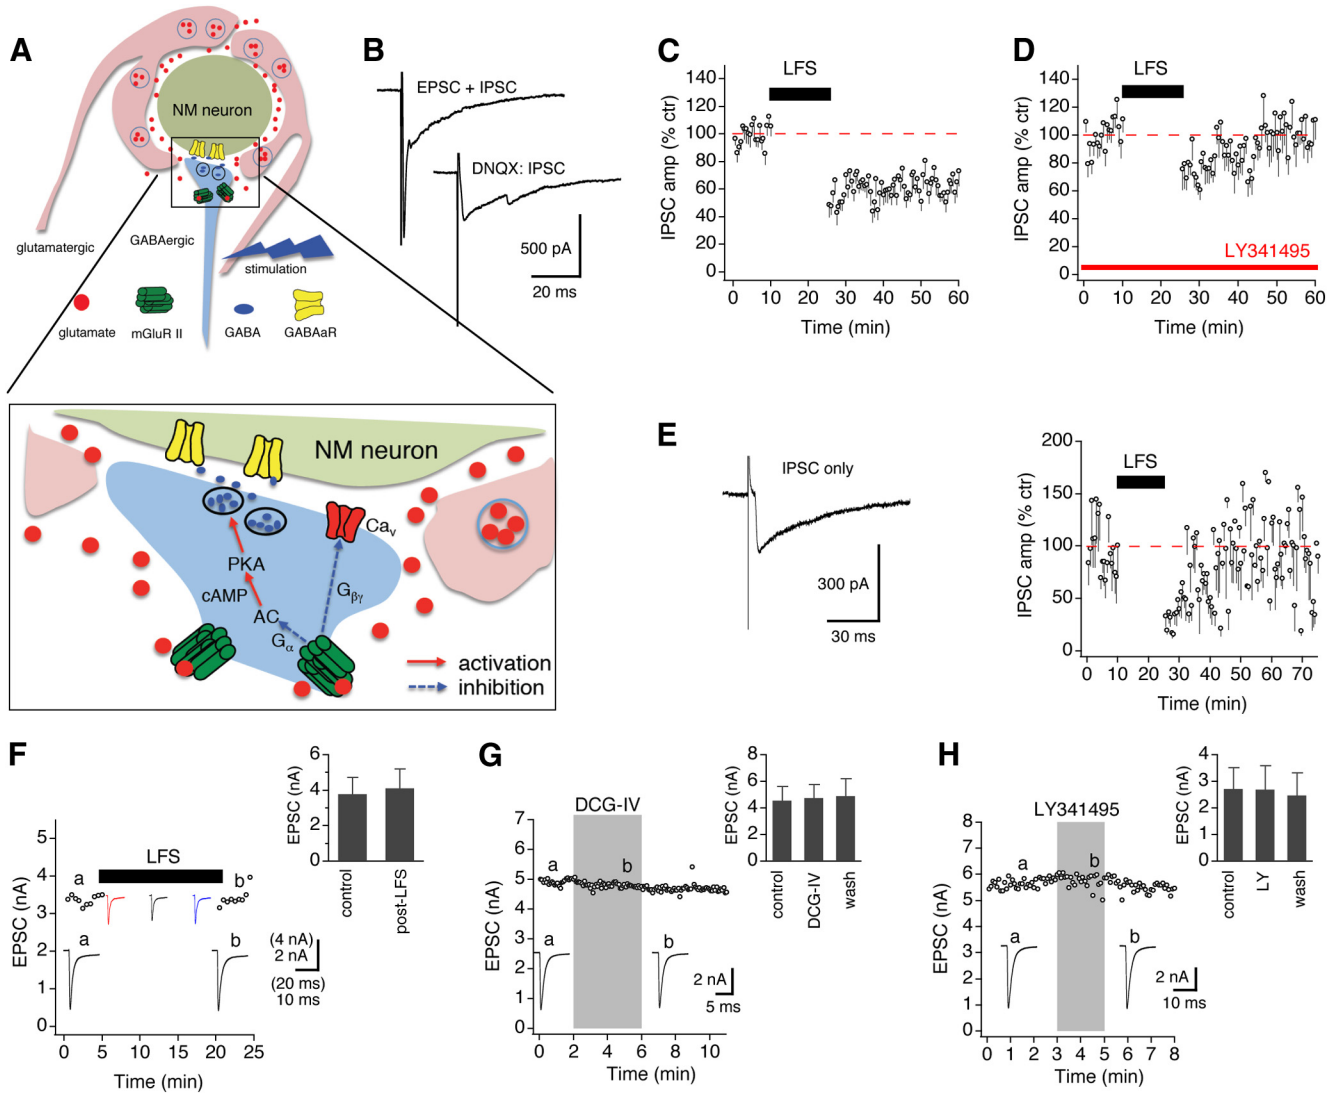 A
NM neuron
glutamatergic
GABAergic
stimulation
glutamate
mGluR II
GABA
GABAaR
NM neuron
Cav
PKA
cAMP
Gβγ
AC
Gα
activation
inhibition
B
EPSC + IPSC
DNQX: IPSC
500 pA
20 ms
C
LFS
IPSC amp (% ctr)
140
120
100
80
60
40
20
0
0 10 20 30 40 50 60
Time (min)
D
LFS
IPSC amp (% ctr)
140
120
100
80
60
40
20
0
LY341495
0 10 20 30 40 50 60
Time (min)
E
IPSC only
300 pA
30 ms
LFS
IPSC amp (% ctr)
200
150
100
50
0
0 10 20 30 40 50 60 70
Time (min)
F
EPSC (nA)
5
4
3
2
1
0
LFS
a
b
a
b
(4 nA)
2 nA
(20 ms)
10 ms
0 5 10 15 20 25
Time (min)
EPSC (nA)
6
4
2
0
control
post-LFS
G
DCG-IV
EPSC (nA)
7
6
5
4
3
2
1
0
a
b
a
b
2 nA
5 ms
0 2 4 6 8 10
Time (min)
EPSC (nA)
8
6
4
2
0
control
DCG-IV
wash
H
LY341495
EPSC (nA)
8
7
6
5
4
3
2
1
0
a
b
a
b
2 nA
10 ms
0 1 2 3 4 5 6 7 8
Time (min)
EPSC (nA)
4
3
2
1
0
control
LY
wash